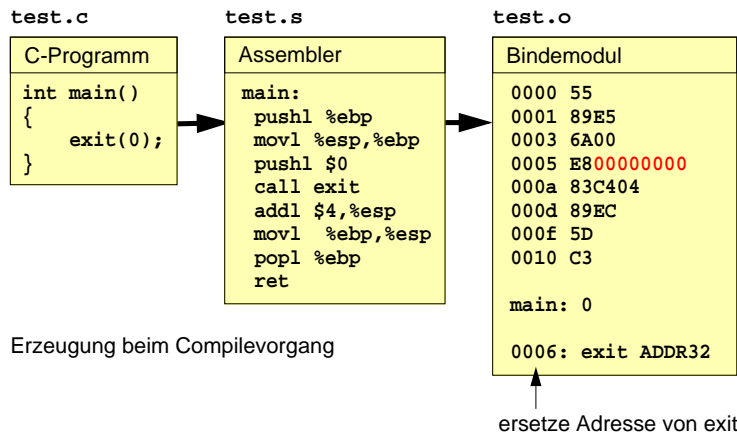 test.c
C-Programm
int main()
{
exit(0);
}
test.s
Assembler
main:
pushl %ebp
movl %esp,%ebp
pushl $0
call exit
addl $4,%esp
movl %ebp,%esp
popl %ebp
ret
test.o
Bindemodul
0000 55
0001 89E5
0003 6A00
0005 E800000000
000a 83C404
000d 89EC
000f 5D
0010 C3
main: 0
0006: exit ADDR32
Erzeugung beim Compilevorgang
ersetze Adresse von exit